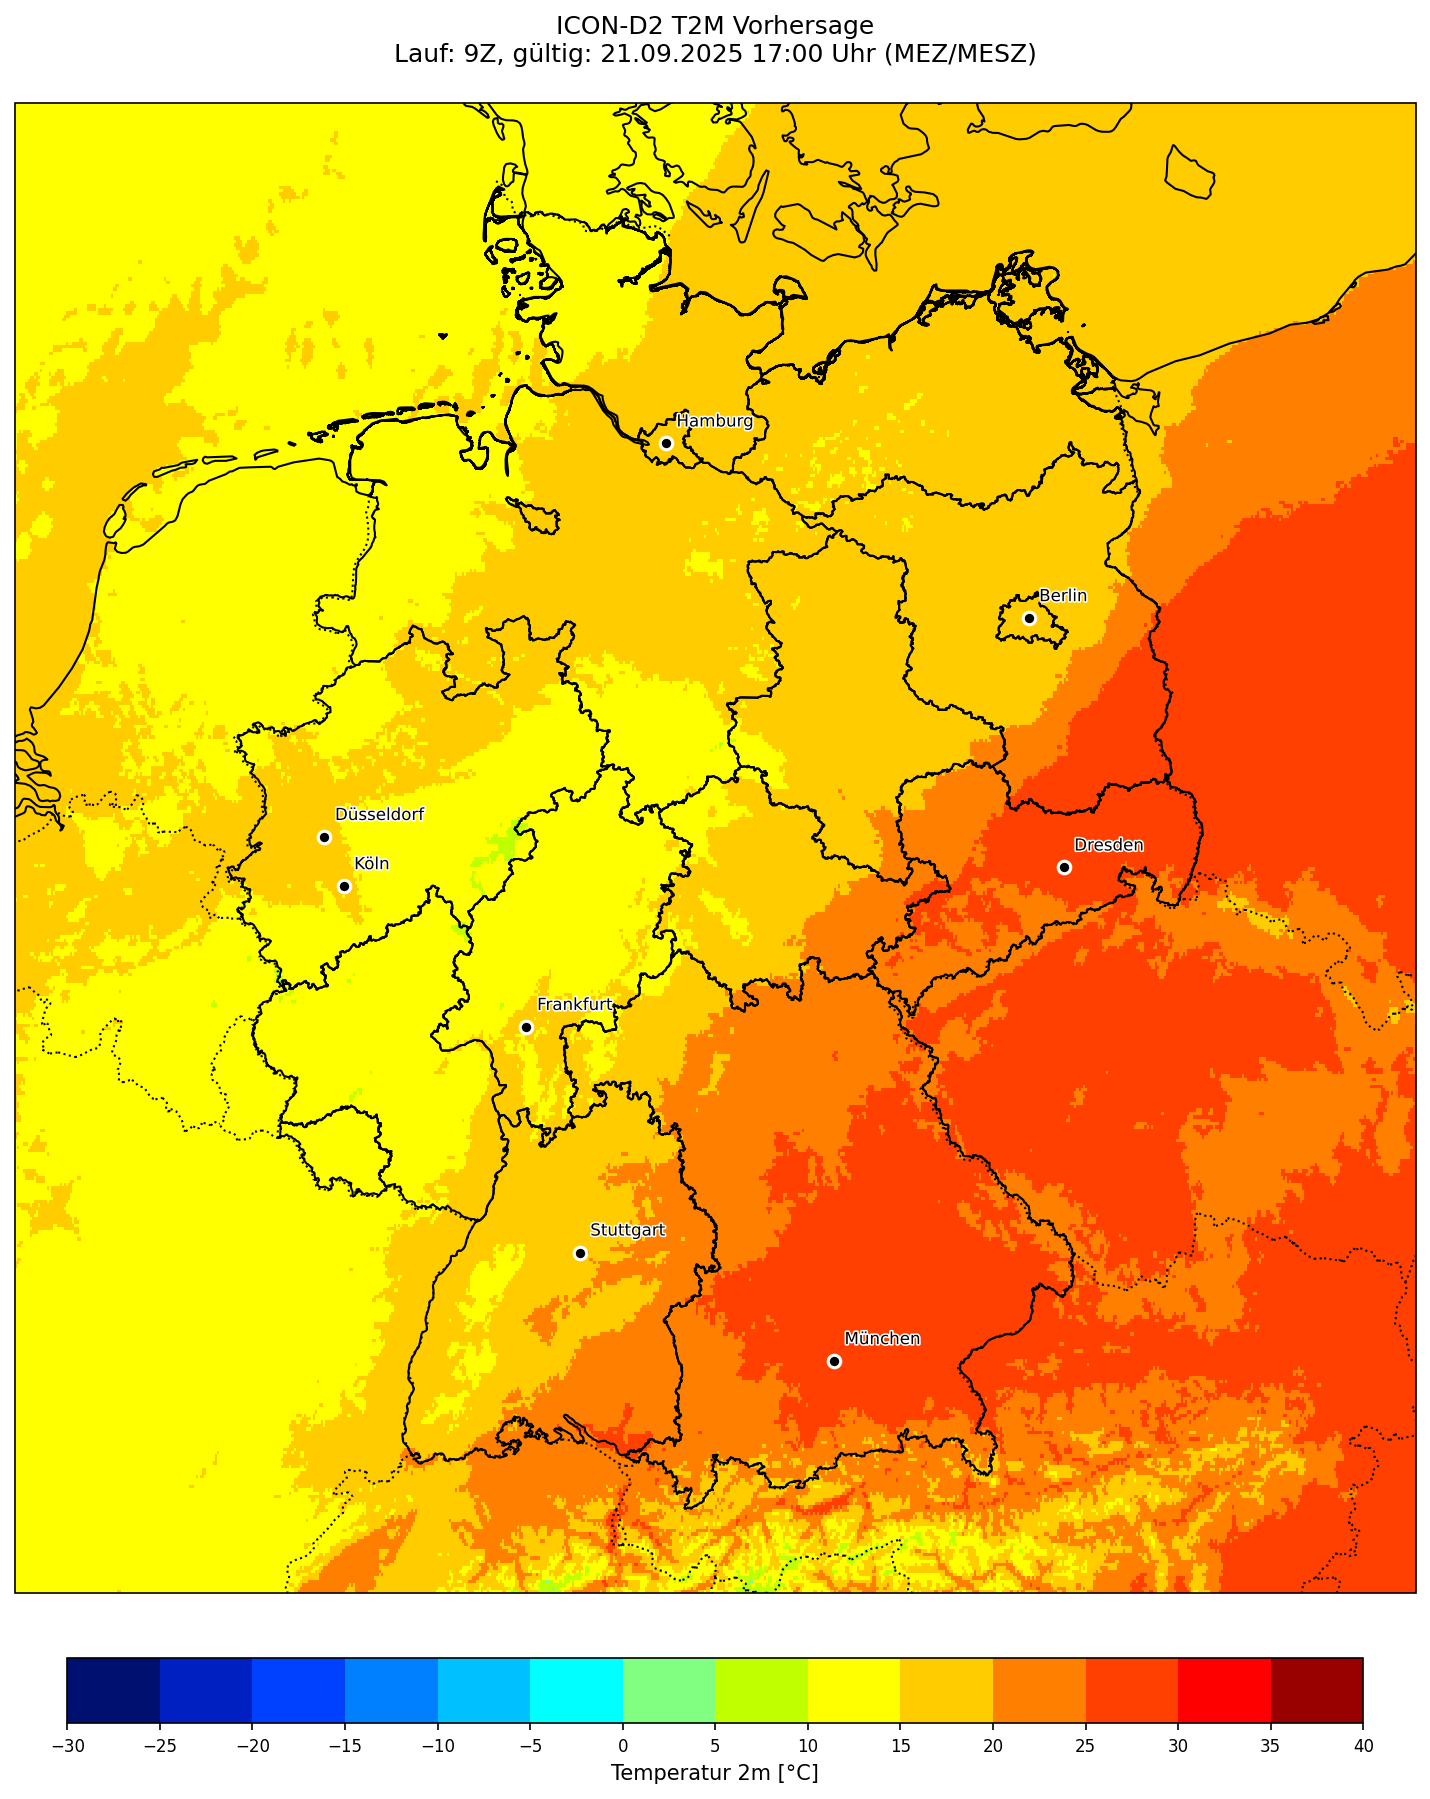 ICON-D2 T2M Vorhersage
Lauf: 9Z, gültig: 21.09.2025 17:00 Uhr (MEZ/MESZ)
Hamburg
Berlin
Düsseldorf
Köln
Dresden
Frankfurt
Stuttgart
München
−30 −25 −20 −15 −10 −5 0 5 10 15 20 25 30 35 40
Temperatur 2m [°C]